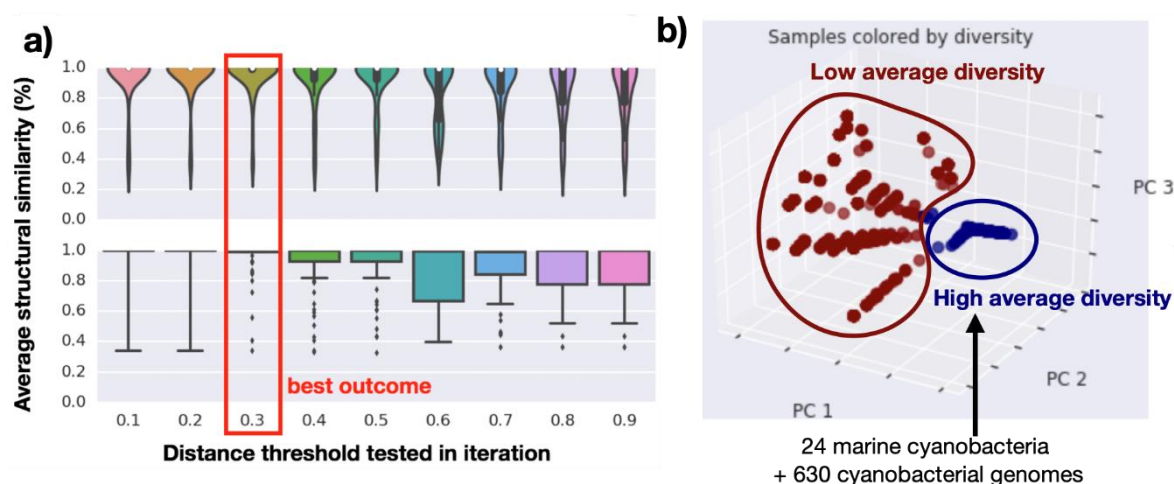 a)
Average structural similarity (%)
1.0
0.8
0.6
0.4
0.2
0.0
1.0
0.8
0.6
0.4
0.2
0.0
best outcome
0.1 0.2 0.3 0.4 0.5 0.6 0.7 0.8 0.9
Distance threshold tested in iteration
b)
Samples colored by diversity
Low average diversity
PC 3
High average diversity
PC 2
PC 1
24 marine cyanobacteria
+ 630 cyanobacterial genomes